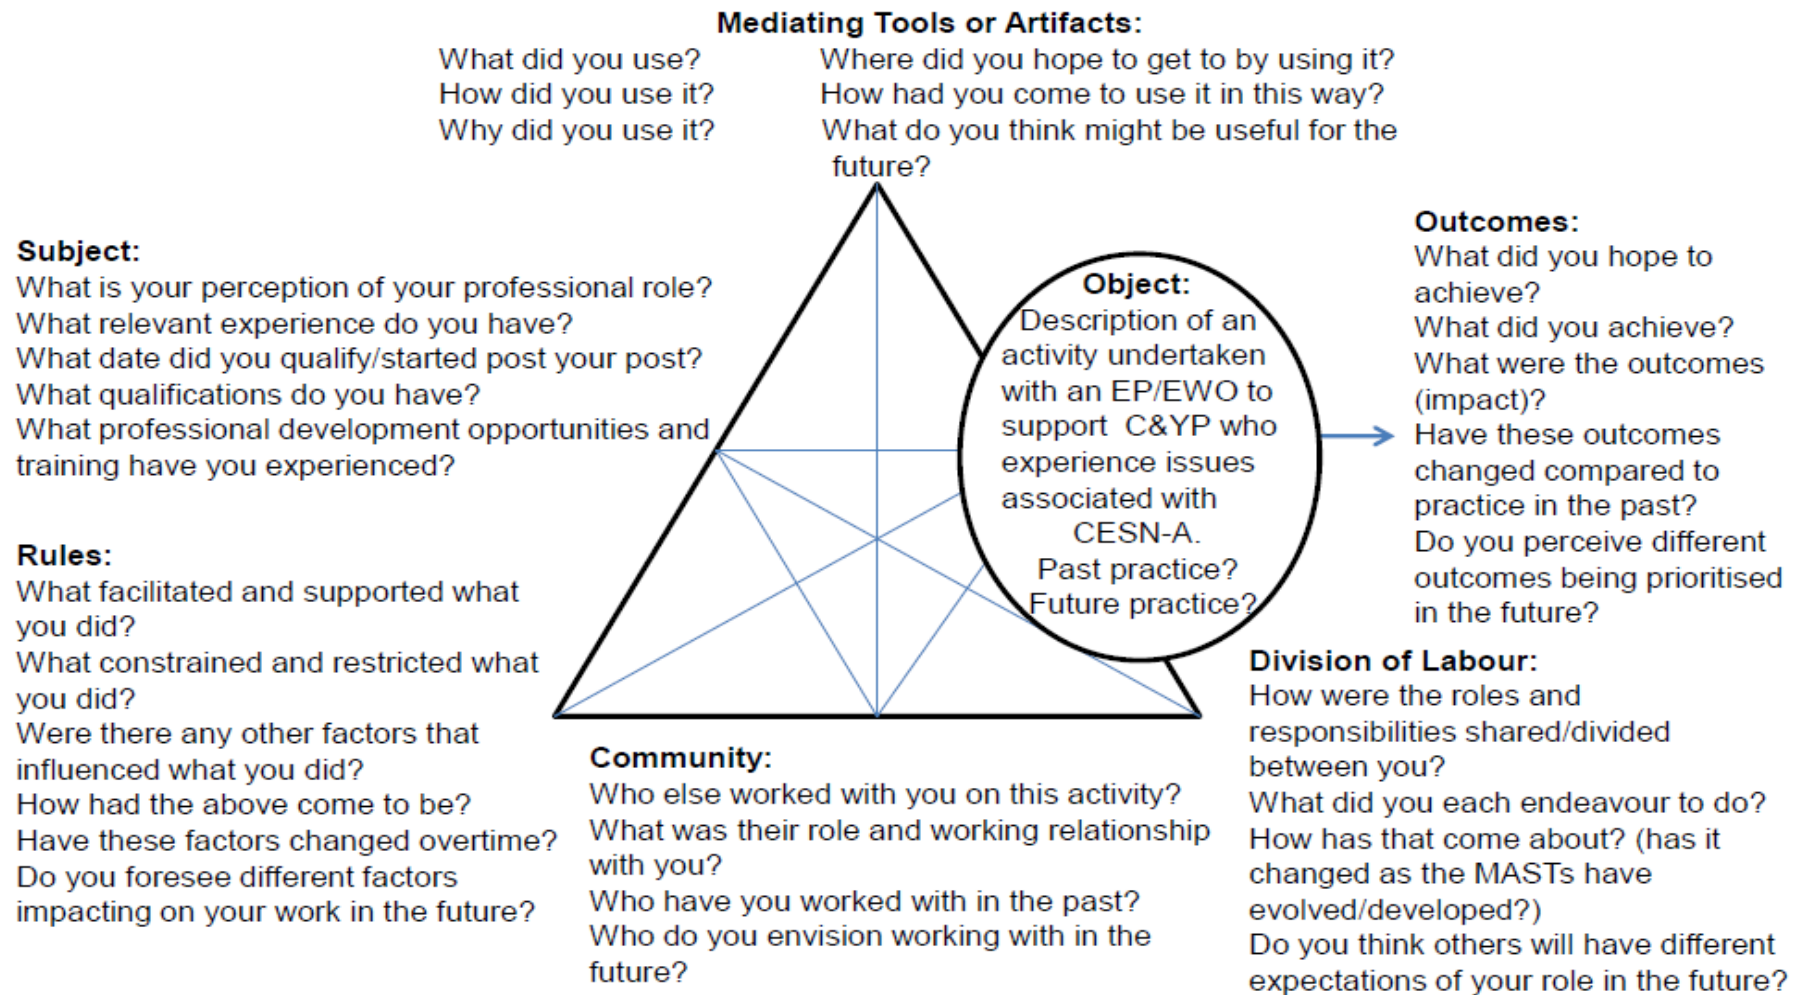 Mediating Tools or Artifacts:
What did you use?
How did you use it?
Why did you use it?
Where did you hope to get to by using it?
How had you come to use it in this way?
What do you think might be useful for the
future?
Subject:
What is your perception of your professional role?
What relevant experience do you have?
What date did you qualify/started post your post?
What qualifications do you have?
What professional development opportunities and
training have you experienced?
Object:
Description of an
activity undertaken
with an EP/EWO to
support C&YP who
experience issues
associated with
CESN-A.
Past practice?
Future practice?
Outcomes:
What did you hope to
achieve?
What did you achieve?
What were the outcomes
(impact)?
Have these outcomes
changed compared to
practice in the past?
Do you perceive different
outcomes being prioritised
in the future?
Rules:
What facilitated and supported what
you did?
What constrained and restricted what
you did?
Were there any other factors that
influenced what you did?
How had the above come to be?
Have these factors changed overtime?
Do you foresee different factors
impacting on your work in the future?
Community:
Who else worked with you on this activity?
What was their role and working relationship
with you?
Who have you worked with in the past?
Who do you envision working with in the
future?
Division of Labour:
How were the roles and
responsibilities shared/divided
between you?
What did you each endeavour to do?
How has that come about? (has it
changed as the MASTs have
evolved/developed?)
Do you think others will have different
expectations of your role in the future?